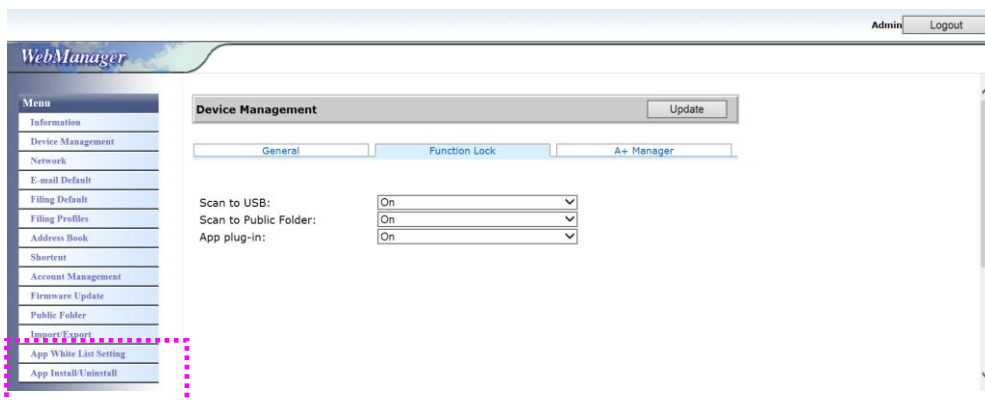 Admin Logout
WebManager
Menu
Information
Device Management
Network
E-mail Default
Filing Default
Filing Profiles
Address Book
Shortcut
Account Management
Firmware Update
Public Folder
Import/Export
App White List Setting
App Install/Uninstall
Device Management Update
General Function Lock A+ Manager
Scan to USB: On
Scan to Public Folder: On
App plug-in: On